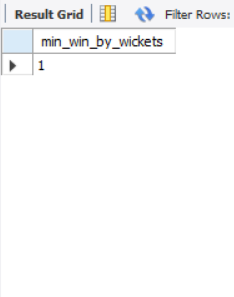 Result Grid Filter Rows:
min_win_by_wickets
1